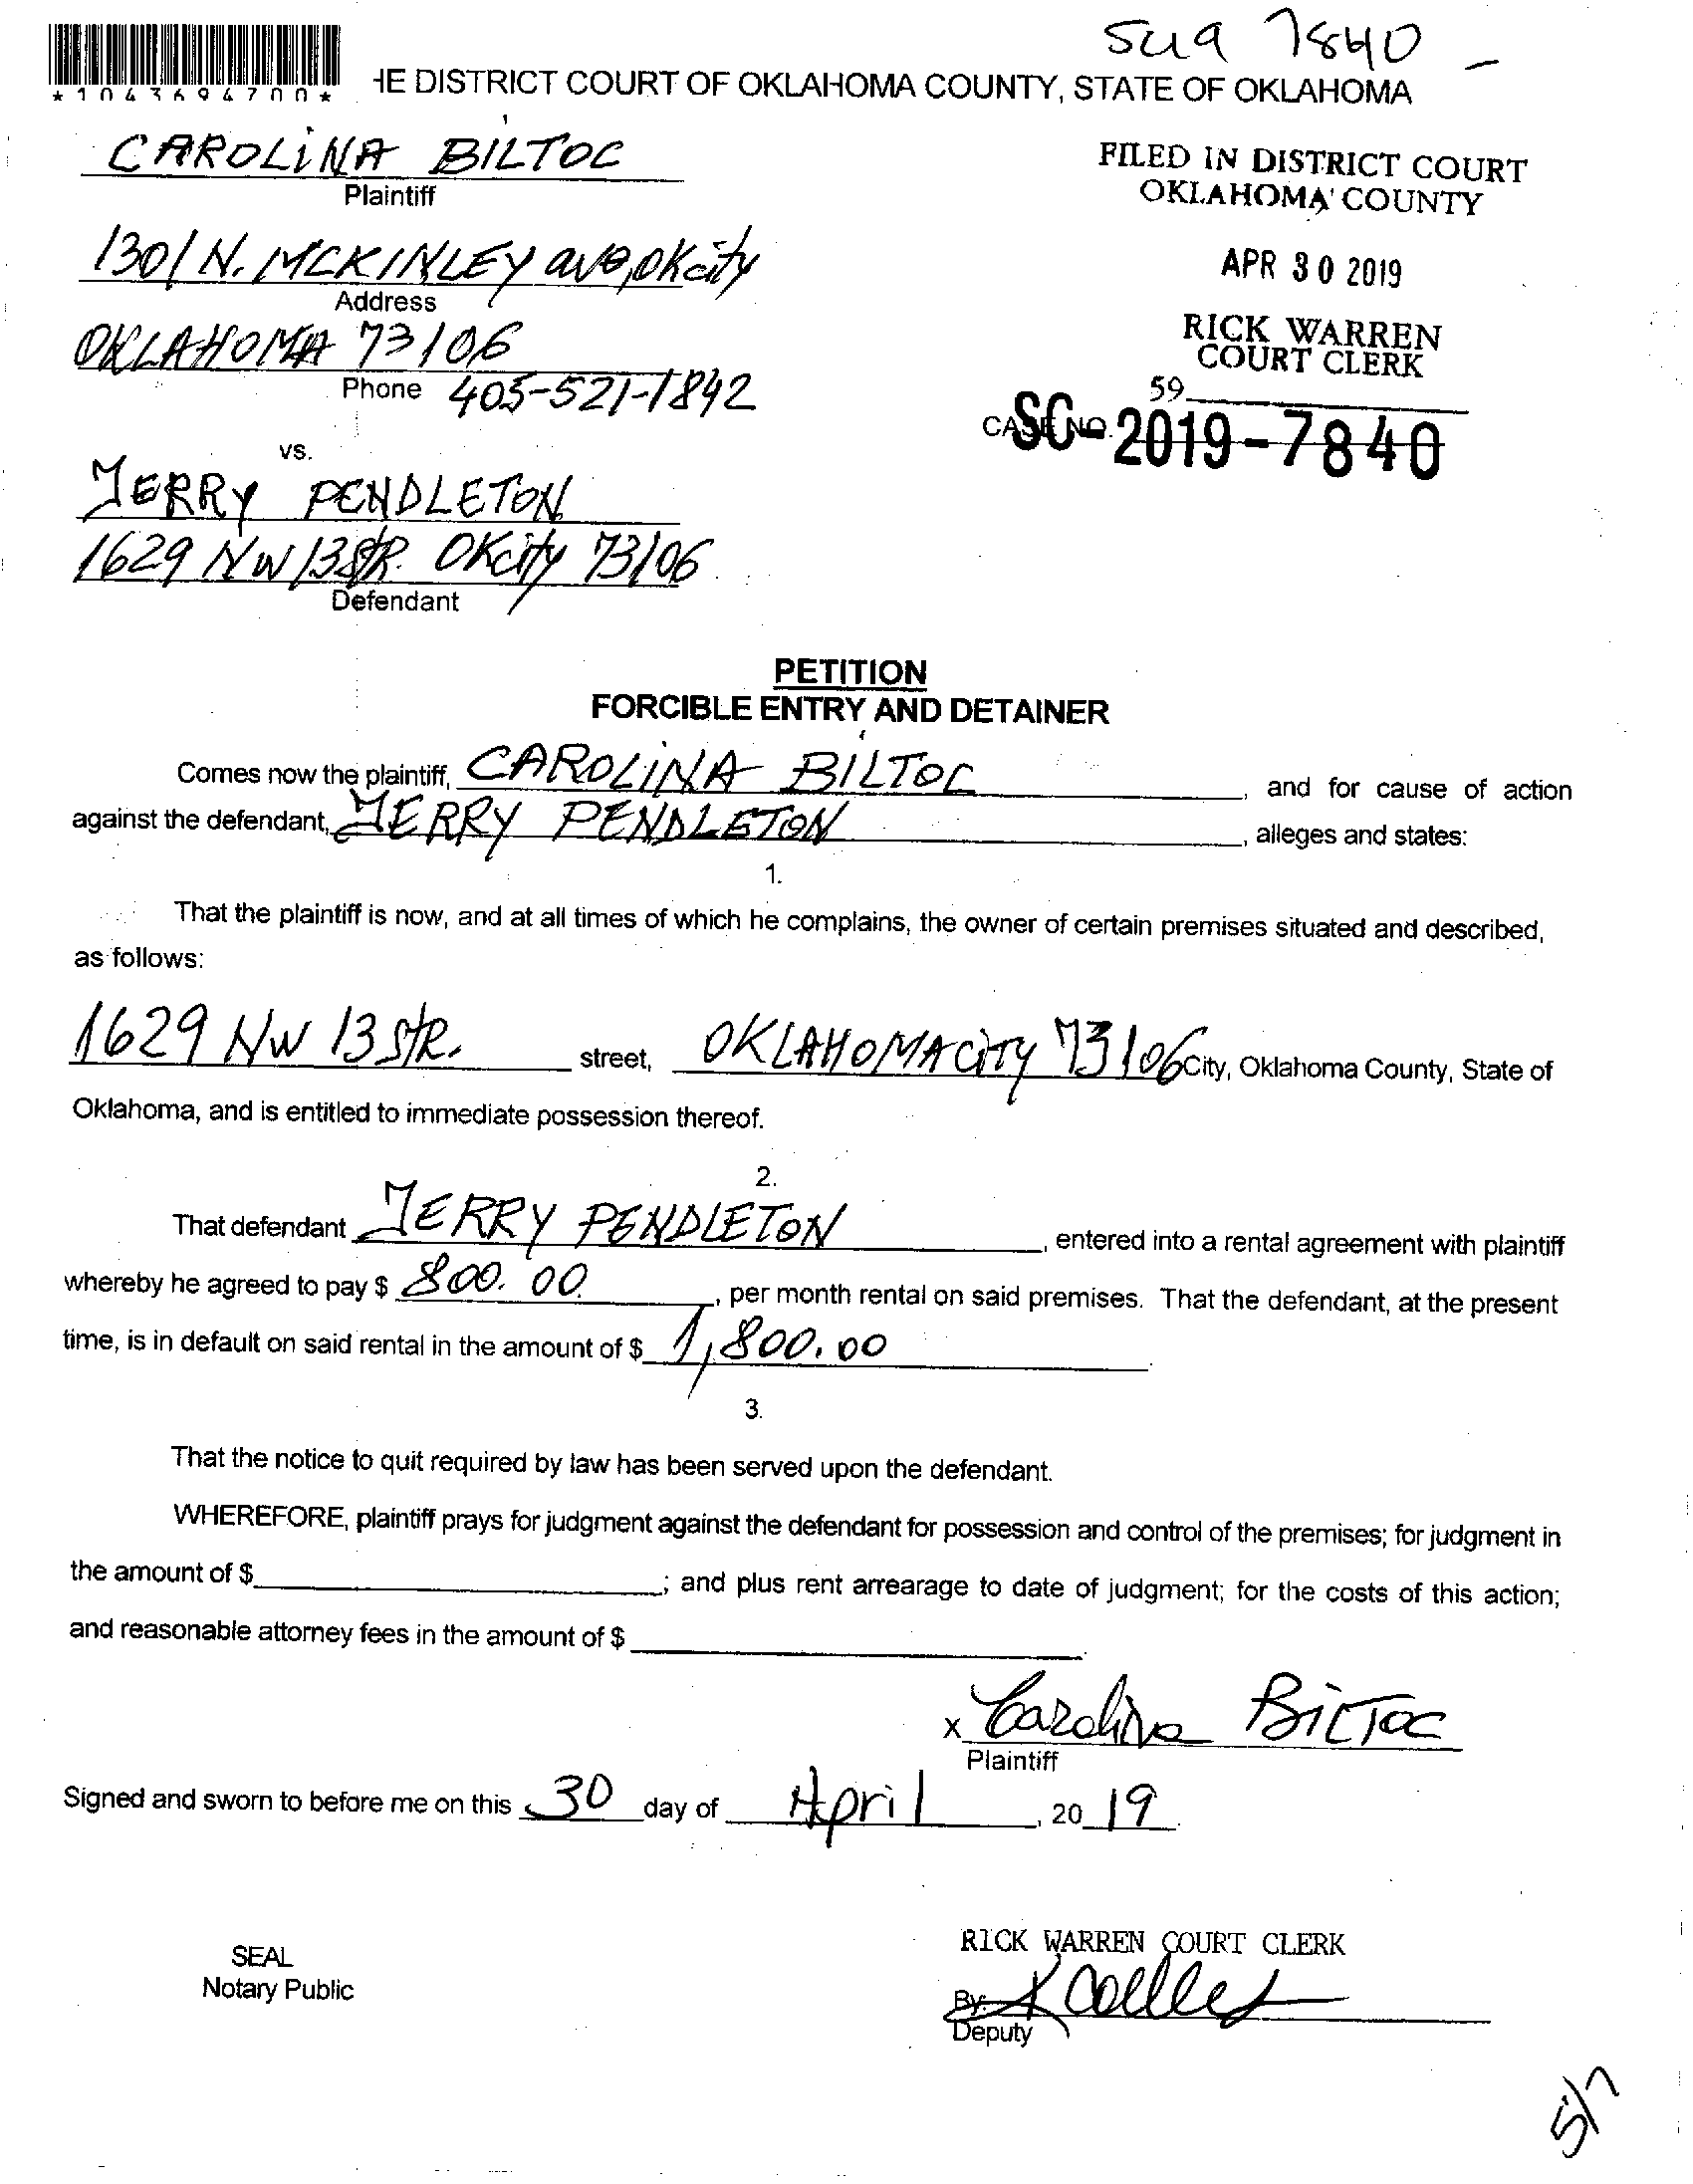 SC19 7840 -
*1043694700*
HE DISTRICT COURT OF OKLAHOMA COUNTY, STATE OF OKLAHOMA
CAROLINA BILTOC
Plaintiff
1301 N. MCKINLEY ave, OKcity
Address
OKLAHOMA 73106
Phone 405-521-1842
vs.
JERRY PENDLETON
1629 NW 13 STR. OKcity 73106
Defendant
FILED IN DISTRICT COURT
OKLAHOMA COUNTY
APR 30 2019
RICK WARREN
COURT CLERK
59
CASE NO. SC-2019-7840
PETITION
FORCIBLE ENTRY AND DETAINER
Comes now the plaintiff, CAROLINA BILTOC, and for cause of action
against the defendant, JERRY PENDLETON, alleges and states:
1.
That the plaintiff is now, and at all times of which he complains, the owner of certain premises situated and described,
as follows:
1629 NW 13 STR. street, OKLAHOMA CITY 73106 City, Oklahoma County, State of
Oklahoma, and is entitled to immediate possession thereof.
2.
That defendant JERRY PENDLETON, entered into a rental agreement with plaintiff
whereby he agreed to pay $ 800.00, per month rental on said premises. That the defendant, at the present
time, is in default on said rental in the amount of $ 1,800.00.
3.
That the notice to quit required by law has been served upon the defendant.
WHEREFORE, plaintiff prays for judgment against the defendant for possession and control of the premises; for judgment in
the amount of $ ; and plus rent arrearage to date of judgment; for the costs of this action;
and reasonable attorney fees in the amount of $ .
x Carolina Biltoc
Plaintiff
Signed and sworn to before me on this 30 day of April, 2019.
SEAL
Notary Public
RICK WARREN COURT CLERK
By:
Deputy
5/7